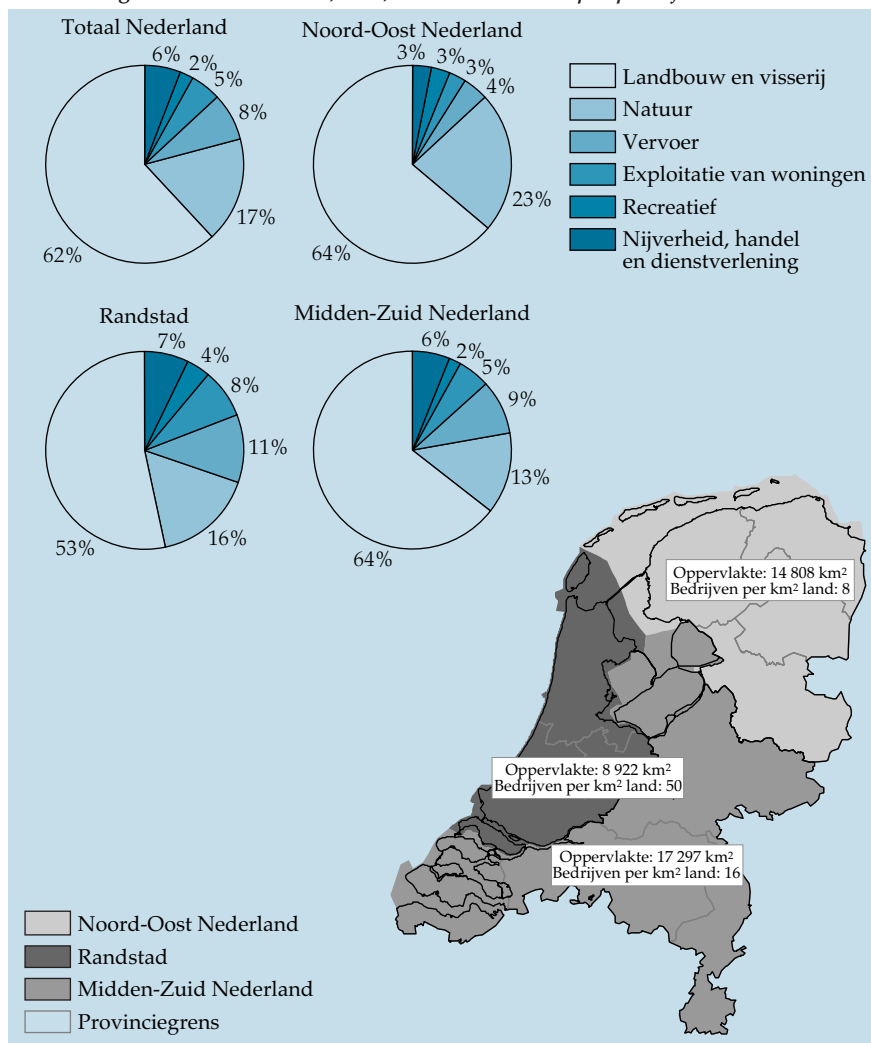 Totaal Nederland
6%
2%
5%
8%
17%
62%
Noord-Oost Nederland
3%
3%
3%
4%
23%
64%
Landbouw en visserij
Natuur
Vervoer
Exploitatie van woningen
Recreatief
Nijverheid, handel
en dienstverlening
Randstad
7%
4%
8%
11%
16%
53%
Midden-Zuid Nederland
6%
2%
5%
9%
13%
64%
Oppervlakte: 14 808 km²
Bedrijven per km² land: 8
Oppervlakte: 8 922 km²
Bedrijven per km² land: 50
Oppervlakte: 17 297 km²
Bedrijven per km² land: 16
Noord-Oost Nederland
Randstad
Midden-Zuid Nederland
Provinciegrens